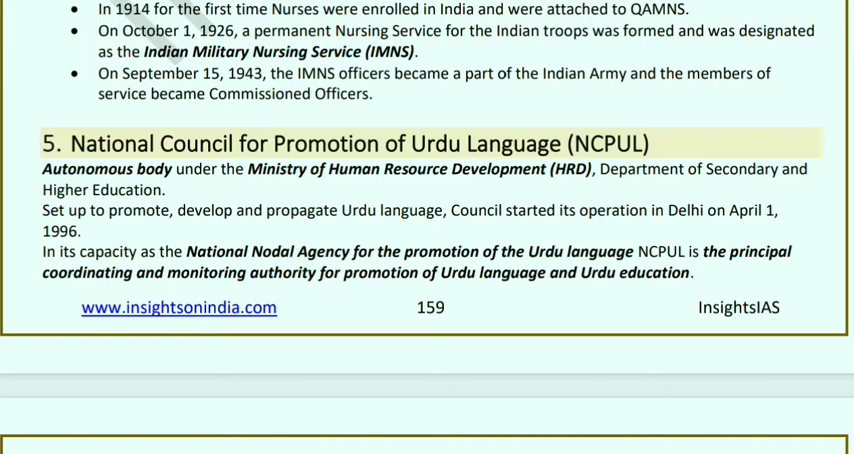 • In 1914 for the first time Nurses were enrolled in India and were attached to QAMNS.
• On October 1, 1926, a permanent Nursing Service for the Indian troops was formed and was designated
as the Indian Military Nursing Service (IMNS).
• On September 15, 1943, the IMNS officers became a part of the Indian Army and the members of
service became Commissioned Officers.
5. National Council for Promotion of Urdu Language (NCPUL)
Autonomous body under the Ministry of Human Resource Development (HRD), Department of Secondary and
Higher Education.
Set up to promote, develop and propagate Urdu language, Council started its operation in Delhi on April 1,
1996.
In its capacity as the National Nodal Agency for the promotion of the Urdu language NCPUL is the principal
coordinating and monitoring authority for promotion of Urdu language and Urdu education.
www.insightsonindia.com 159 InsightsIAS